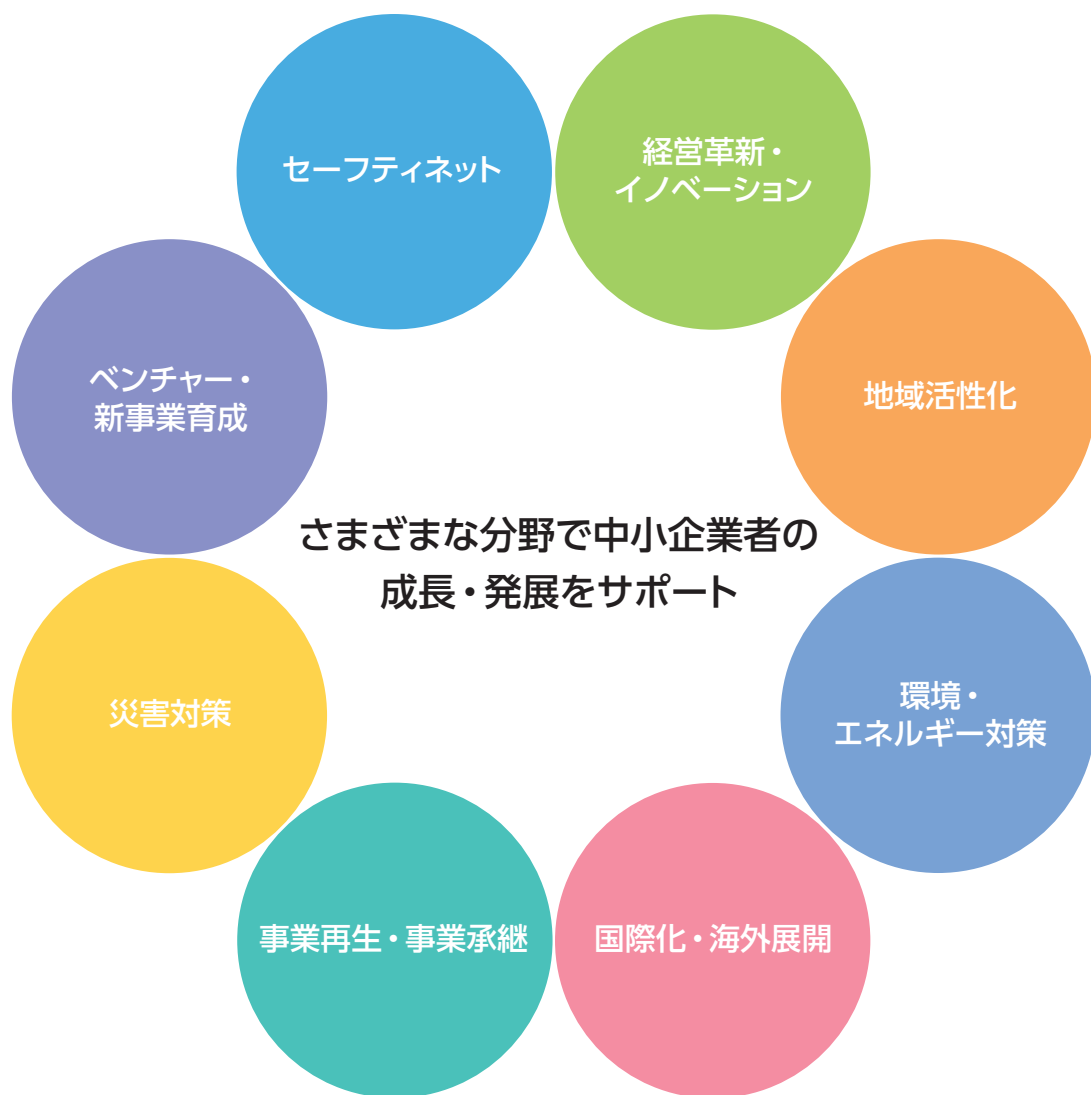 セーフティネット
経営革新・
イノベーション
ベンチャー・
新事業育成
地域活性化
さまざまな分野で中小企業者の
成長・発展をサポート
災害対策
環境・
エネルギー対策
事業再生・事業承継
国際化・海外展開